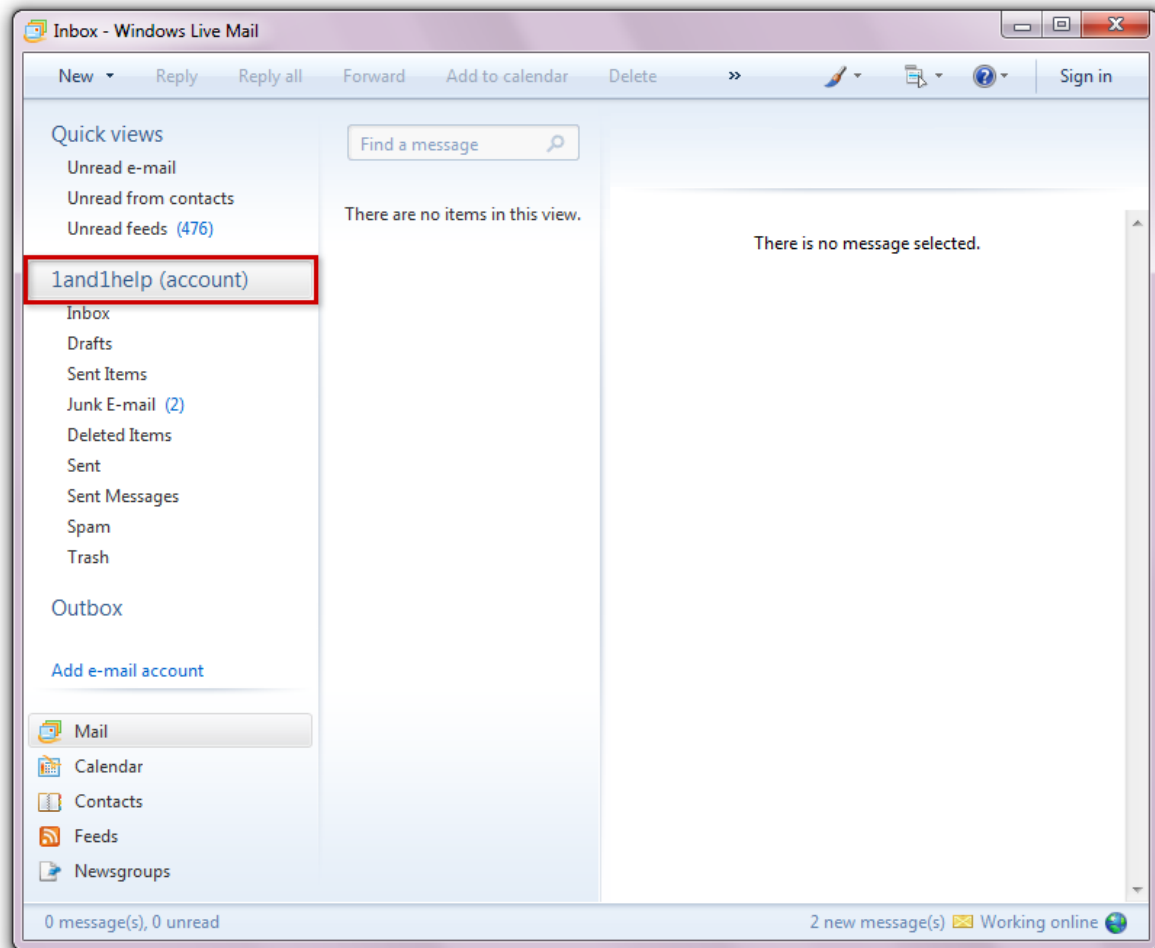 Inbox - Windows Live Mail
New Reply Reply all Forward Add to calendar Delete » Sign in
Quick views
Unread e-mail
Unread from contacts
Unread feeds (476)
1and1help (account)
Inbox
Drafts
Sent Items
Junk E-mail (2)
Deleted Items
Sent
Sent Messages
Spam
Trash
Outbox
Add e-mail account
Mail
Calendar
Contacts
Feeds
Newsgroups
Find a message
There are no items in this view.
There is no message selected.
0 message(s), 0 unread
2 new message(s) Working online